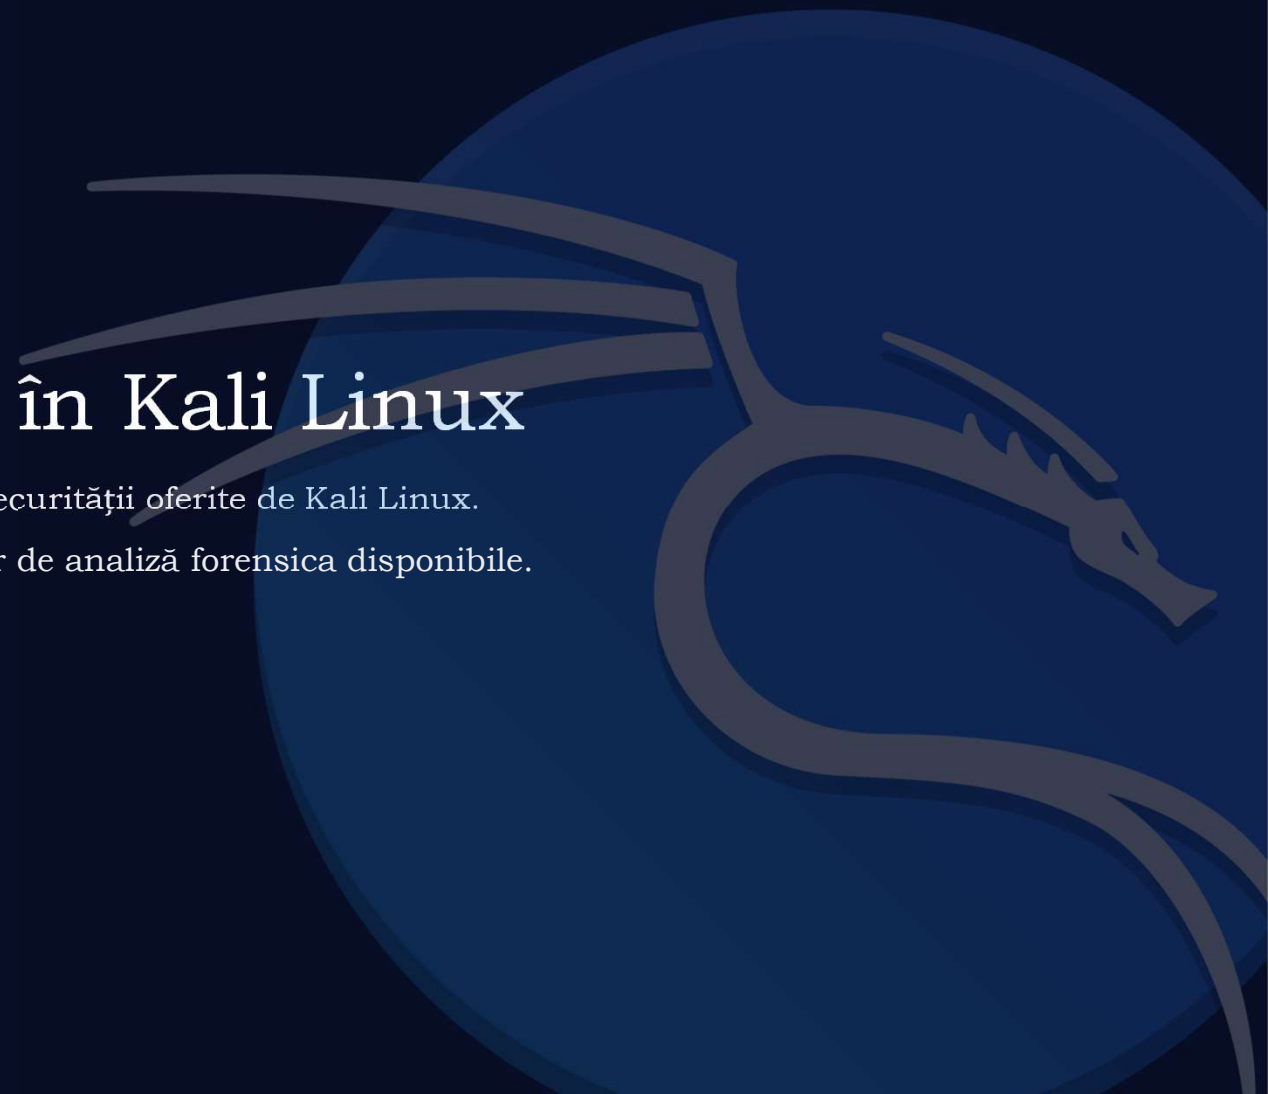 în Kali Linux
ecurității oferite de Kali Linux.
r de analiză forensica disponibile.